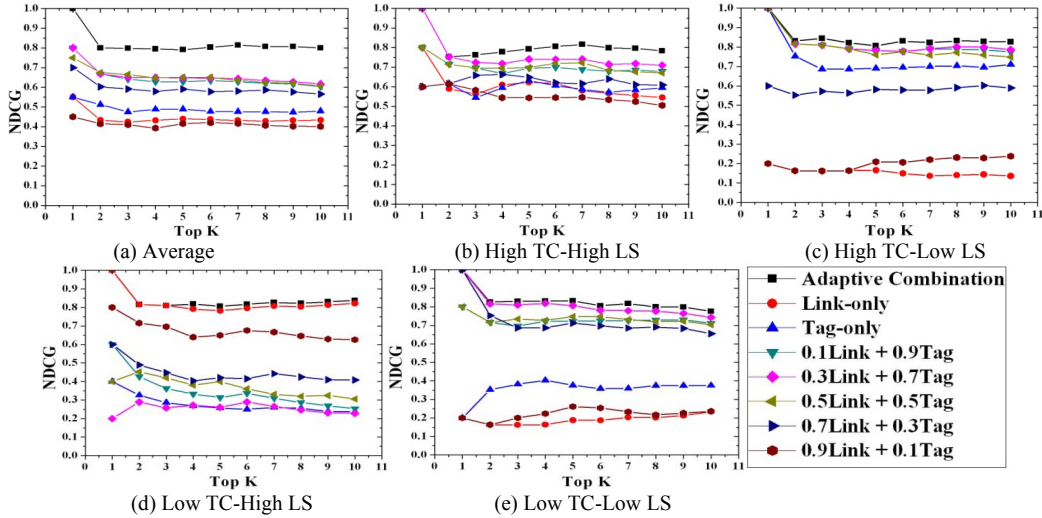 1.0
0.9
0.8
0.7
0.6
0.5
0.4
0.3
0.2
0.1
0.0
NDCG
0 1 2 3 4 5 6 7 8 9 10 11
Top K
(a) Average
1.0
0.9
0.8
0.7
0.6
0.5
0.4
0.3
0.2
0.1
0.0
NDCG
0 1 2 3 4 5 6 7 8 9 10 11
Top K
(b) High TC-High LS
1.0
0.9
0.8
0.7
0.6
0.5
0.4
0.3
0.2
0.1
0.0
NDCG
0 1 2 3 4 5 6 7 8 9 10 11
Top K
(c) High TC-Low LS
1.0
0.9
0.8
0.7
0.6
0.5
0.4
0.3
0.2
0.1
0.0
NDCG
0 1 2 3 4 5 6 7 8 9 10 11
Top K
(d) Low TC-High LS
1.0
0.9
0.8
0.7
0.6
0.5
0.4
0.3
0.2
0.1
0.0
NDCG
0 1 2 3 4 5 6 7 8 9 10 11
Top K
(e) Low TC-Low LS
Adaptive Combination
Link-only
Tag-only
0.1Link + 0.9Tag
0.3Link + 0.7Tag
0.5Link + 0.5Tag
0.7Link + 0.3Tag
0.9Link + 0.1Tag